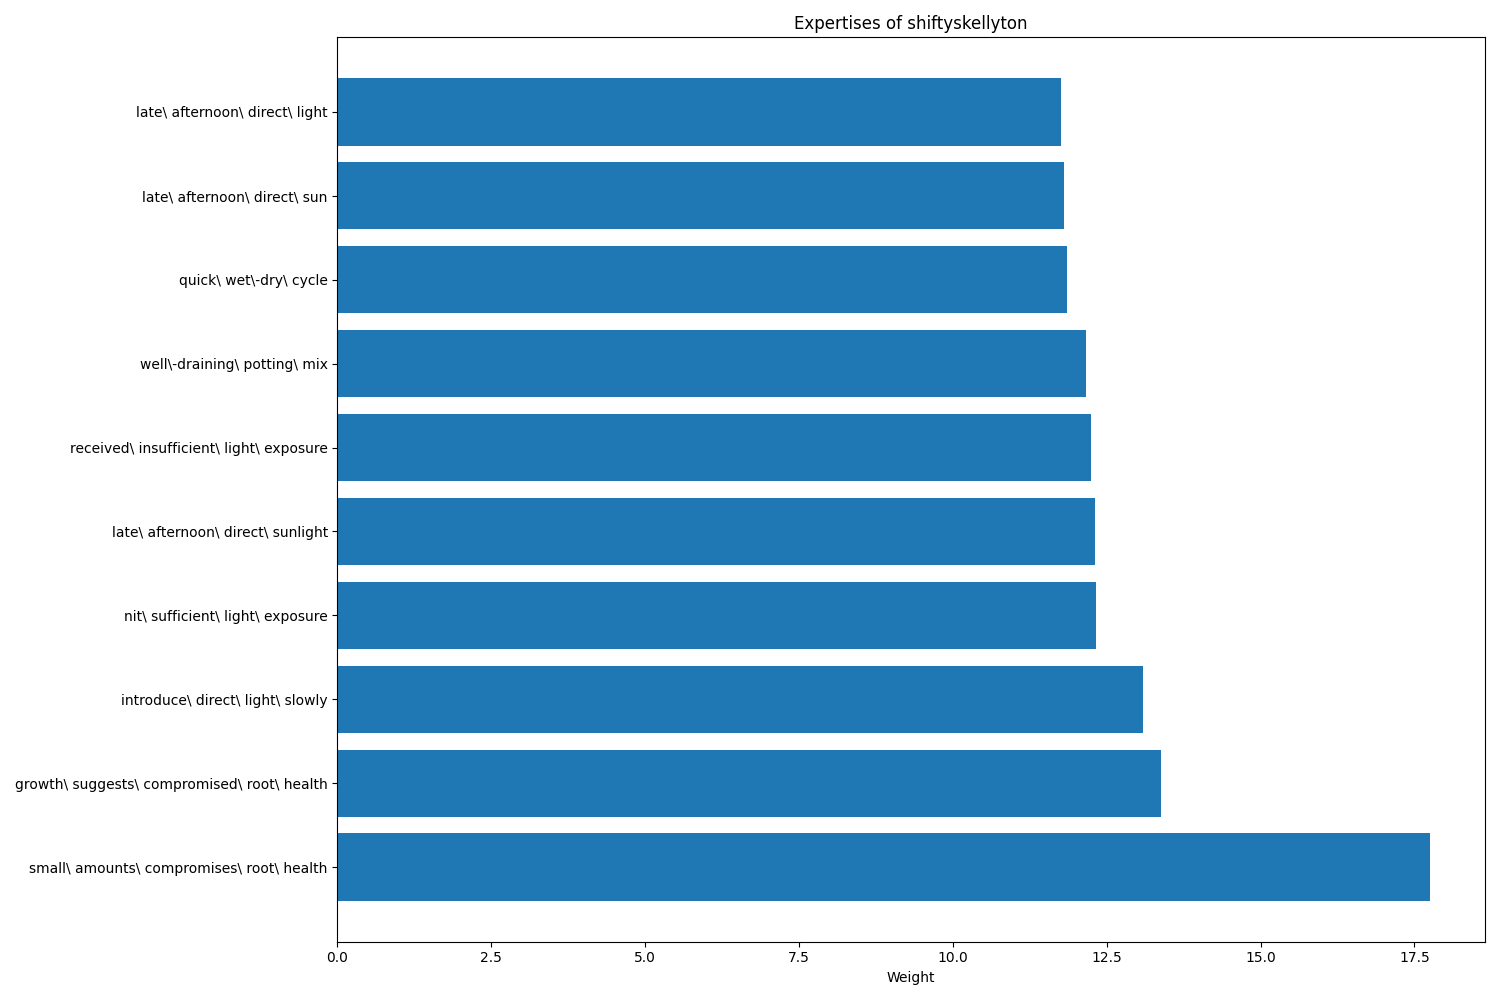 Expertises of shiftyskellyton
late\ afternoon\ direct\ light
late\ afternoon\ direct\ sun
quick\ wet\-dry\ cycle
well\-draining\ potting\ mix
received\ insufficient\ light\ exposure
late\ afternoon\ direct\ sunlight
nit\ sufficient\ light\ exposure
introduce\ direct\ light\ slowly
growth\ suggests\ compromised\ root\ health
small\ amounts\ compromises\ root\ health
0.0 2.5 5.0 7.5 10.0 12.5 15.0 17.5
Weight